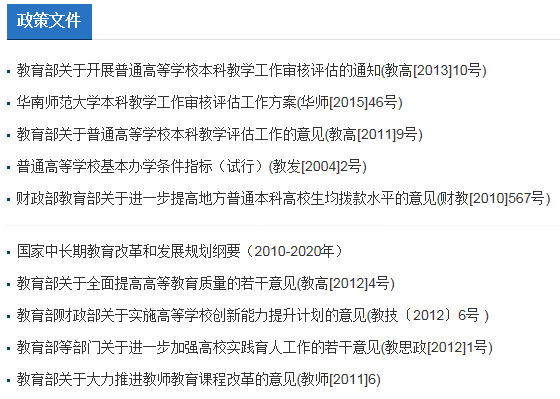 政策文件
教育部关于开展普通高等学校本科教学工作审核评估的通知(教高[2013]10号)
华南师范大学本科教学工作审核评估工作方案(华师[2015]46号)
教育部关于普通高等学校本科教学评估工作的意见(教高[2011]9号)
普通高等学校基本办学条件指标（试行）(教发[2004]2号)
财政部教育部关于进一步提高地方普通本科高校生均拨款水平的意见(财教[2010]567号)
国家中长期教育改革和发展规划纲要（2010-2020年）
教育部关于全面提高高等教育质量的若干意见(教高[2012]4号)
教育部财政部关于实施高等学校创新能力提升计划的意见(教技〔2012〕6号 )
教育部等部门关于进一步加强高校实践育人工作的若干意见(教思政[2012]1号)
教育部关于大力推进教师教育课程改革的意见(教师[2011]6)